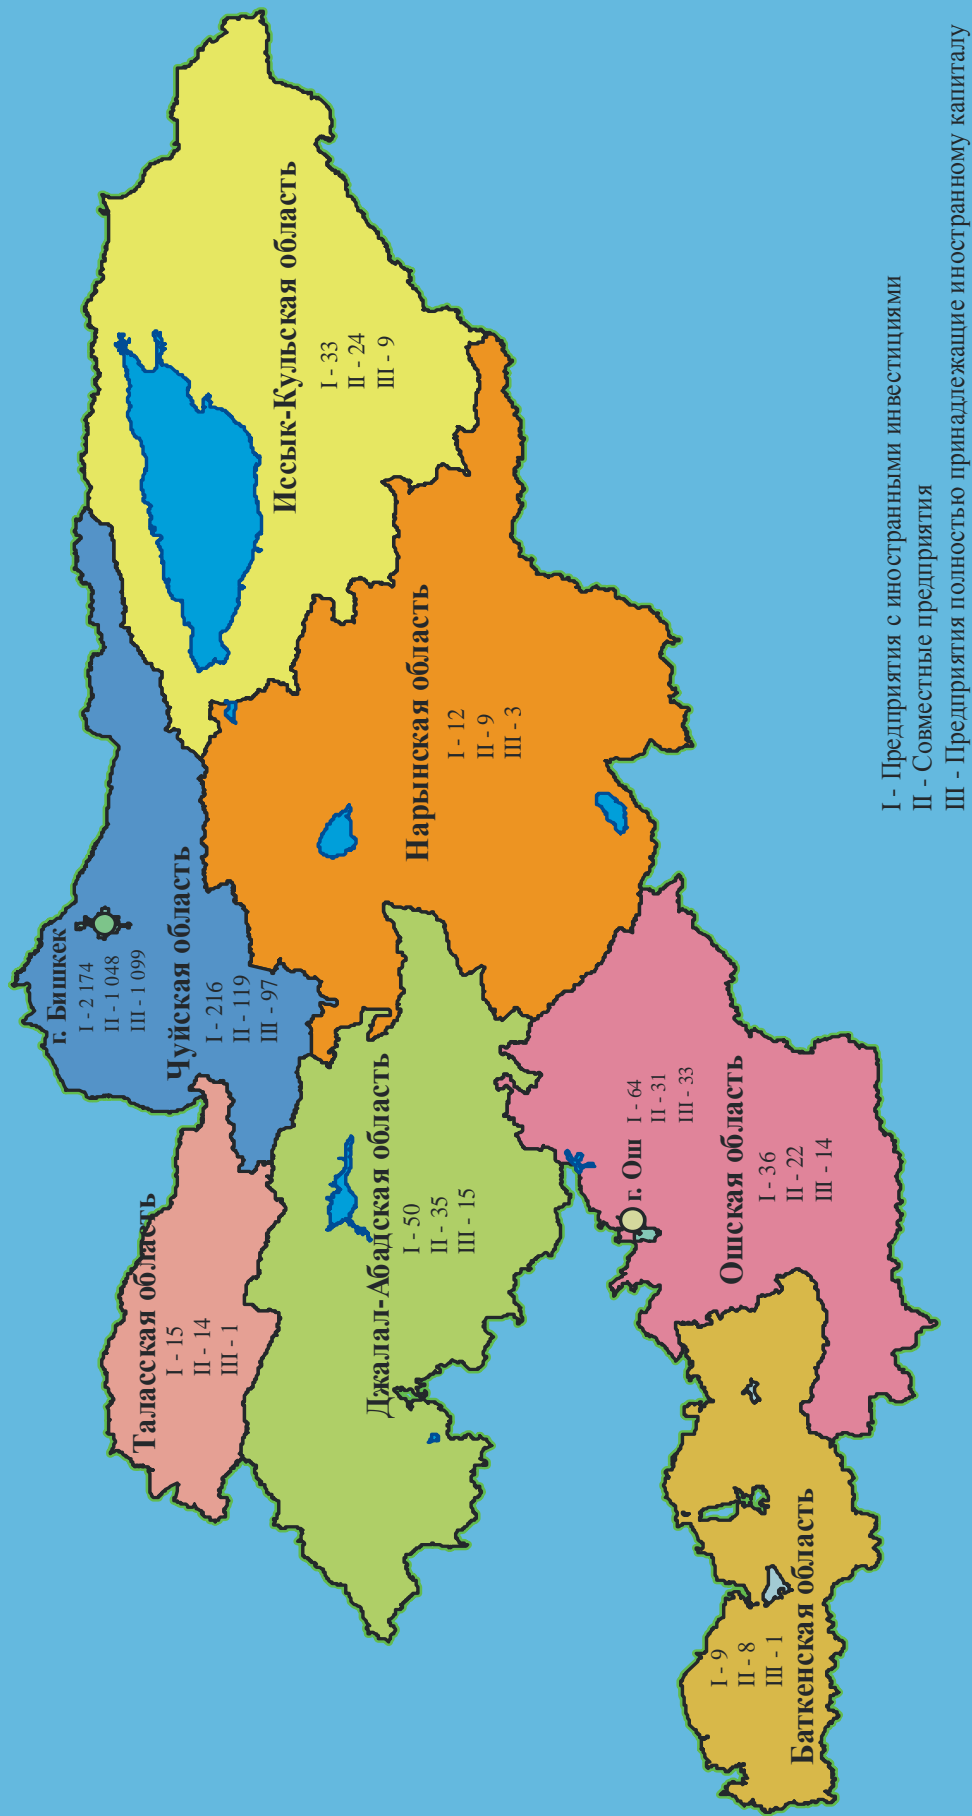 г. Бишкек
I - 2 174
II - 1 048
III - 1 099
Чуйская область
I - 216
II - 119
III - 97
Иссык-Кульская область
I - 33
II - 24
III - 9
Таласская область
I - 15
II - 14
III - 1
Нарынская область
I - 12
II - 9
III - 3
Джалал-Абадская область
I - 50
II - 35
III - 15
г. Ош
I - 64
II - 31
III - 33
Ошская область
I - 36
II - 22
III - 14
I - 9
II - 8
III - 1
Баткенская область
I - Предприятия с иностранными инвестициями
II - Совместные предприятия
III - Предприятия полностью принадлежащие иностранному капиталу